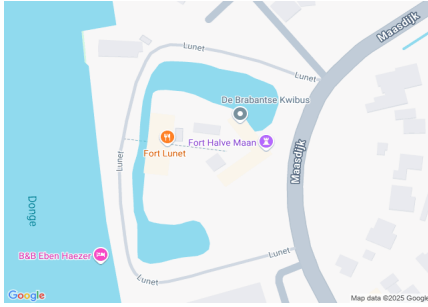 Maasdijk
Lunet
Lunet
De Brabantse Kwibus
Fort Halve Maan
Fort Lunet
Lunet
Maasdijk
Donge
B&B Eben Haezer
Lunet
Lunet
Google
Map data ©2025 Google